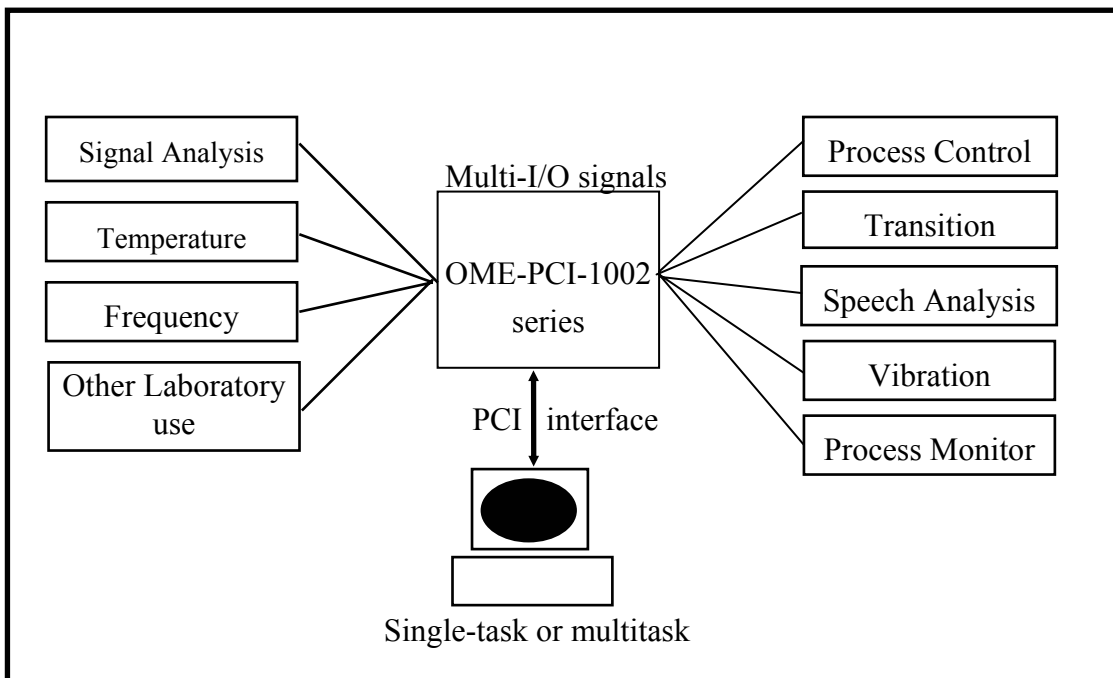 Signal Analysis
Temperature
Frequency
Other Laboratory
use
Multi-I/O signals
OME-PCI-1002
series
PCI interface
Single-task or multitask
Process Control
Transition
Speech Analysis
Vibration
Process Monitor